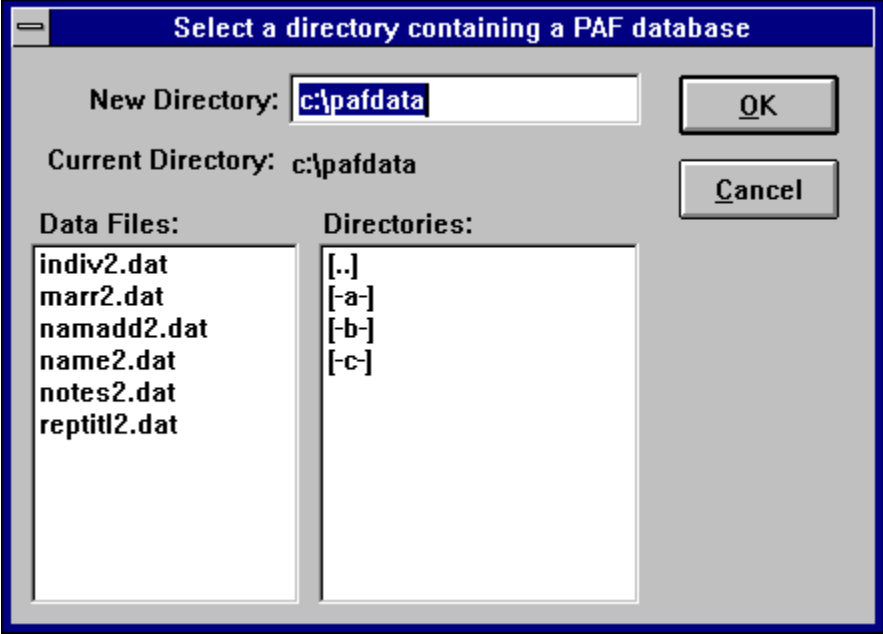 Select a directory containing a PAF database
New Directory: c:\pafdata
OK
Current Directory: c:\pafdata
Cancel
Data Files:
indiv2.dat
marr2.dat
namadd2.dat
name2.dat
notes2.dat
reptitl2.dat
Directories:
[..]
[-a-]
[-b-]
[-c-]